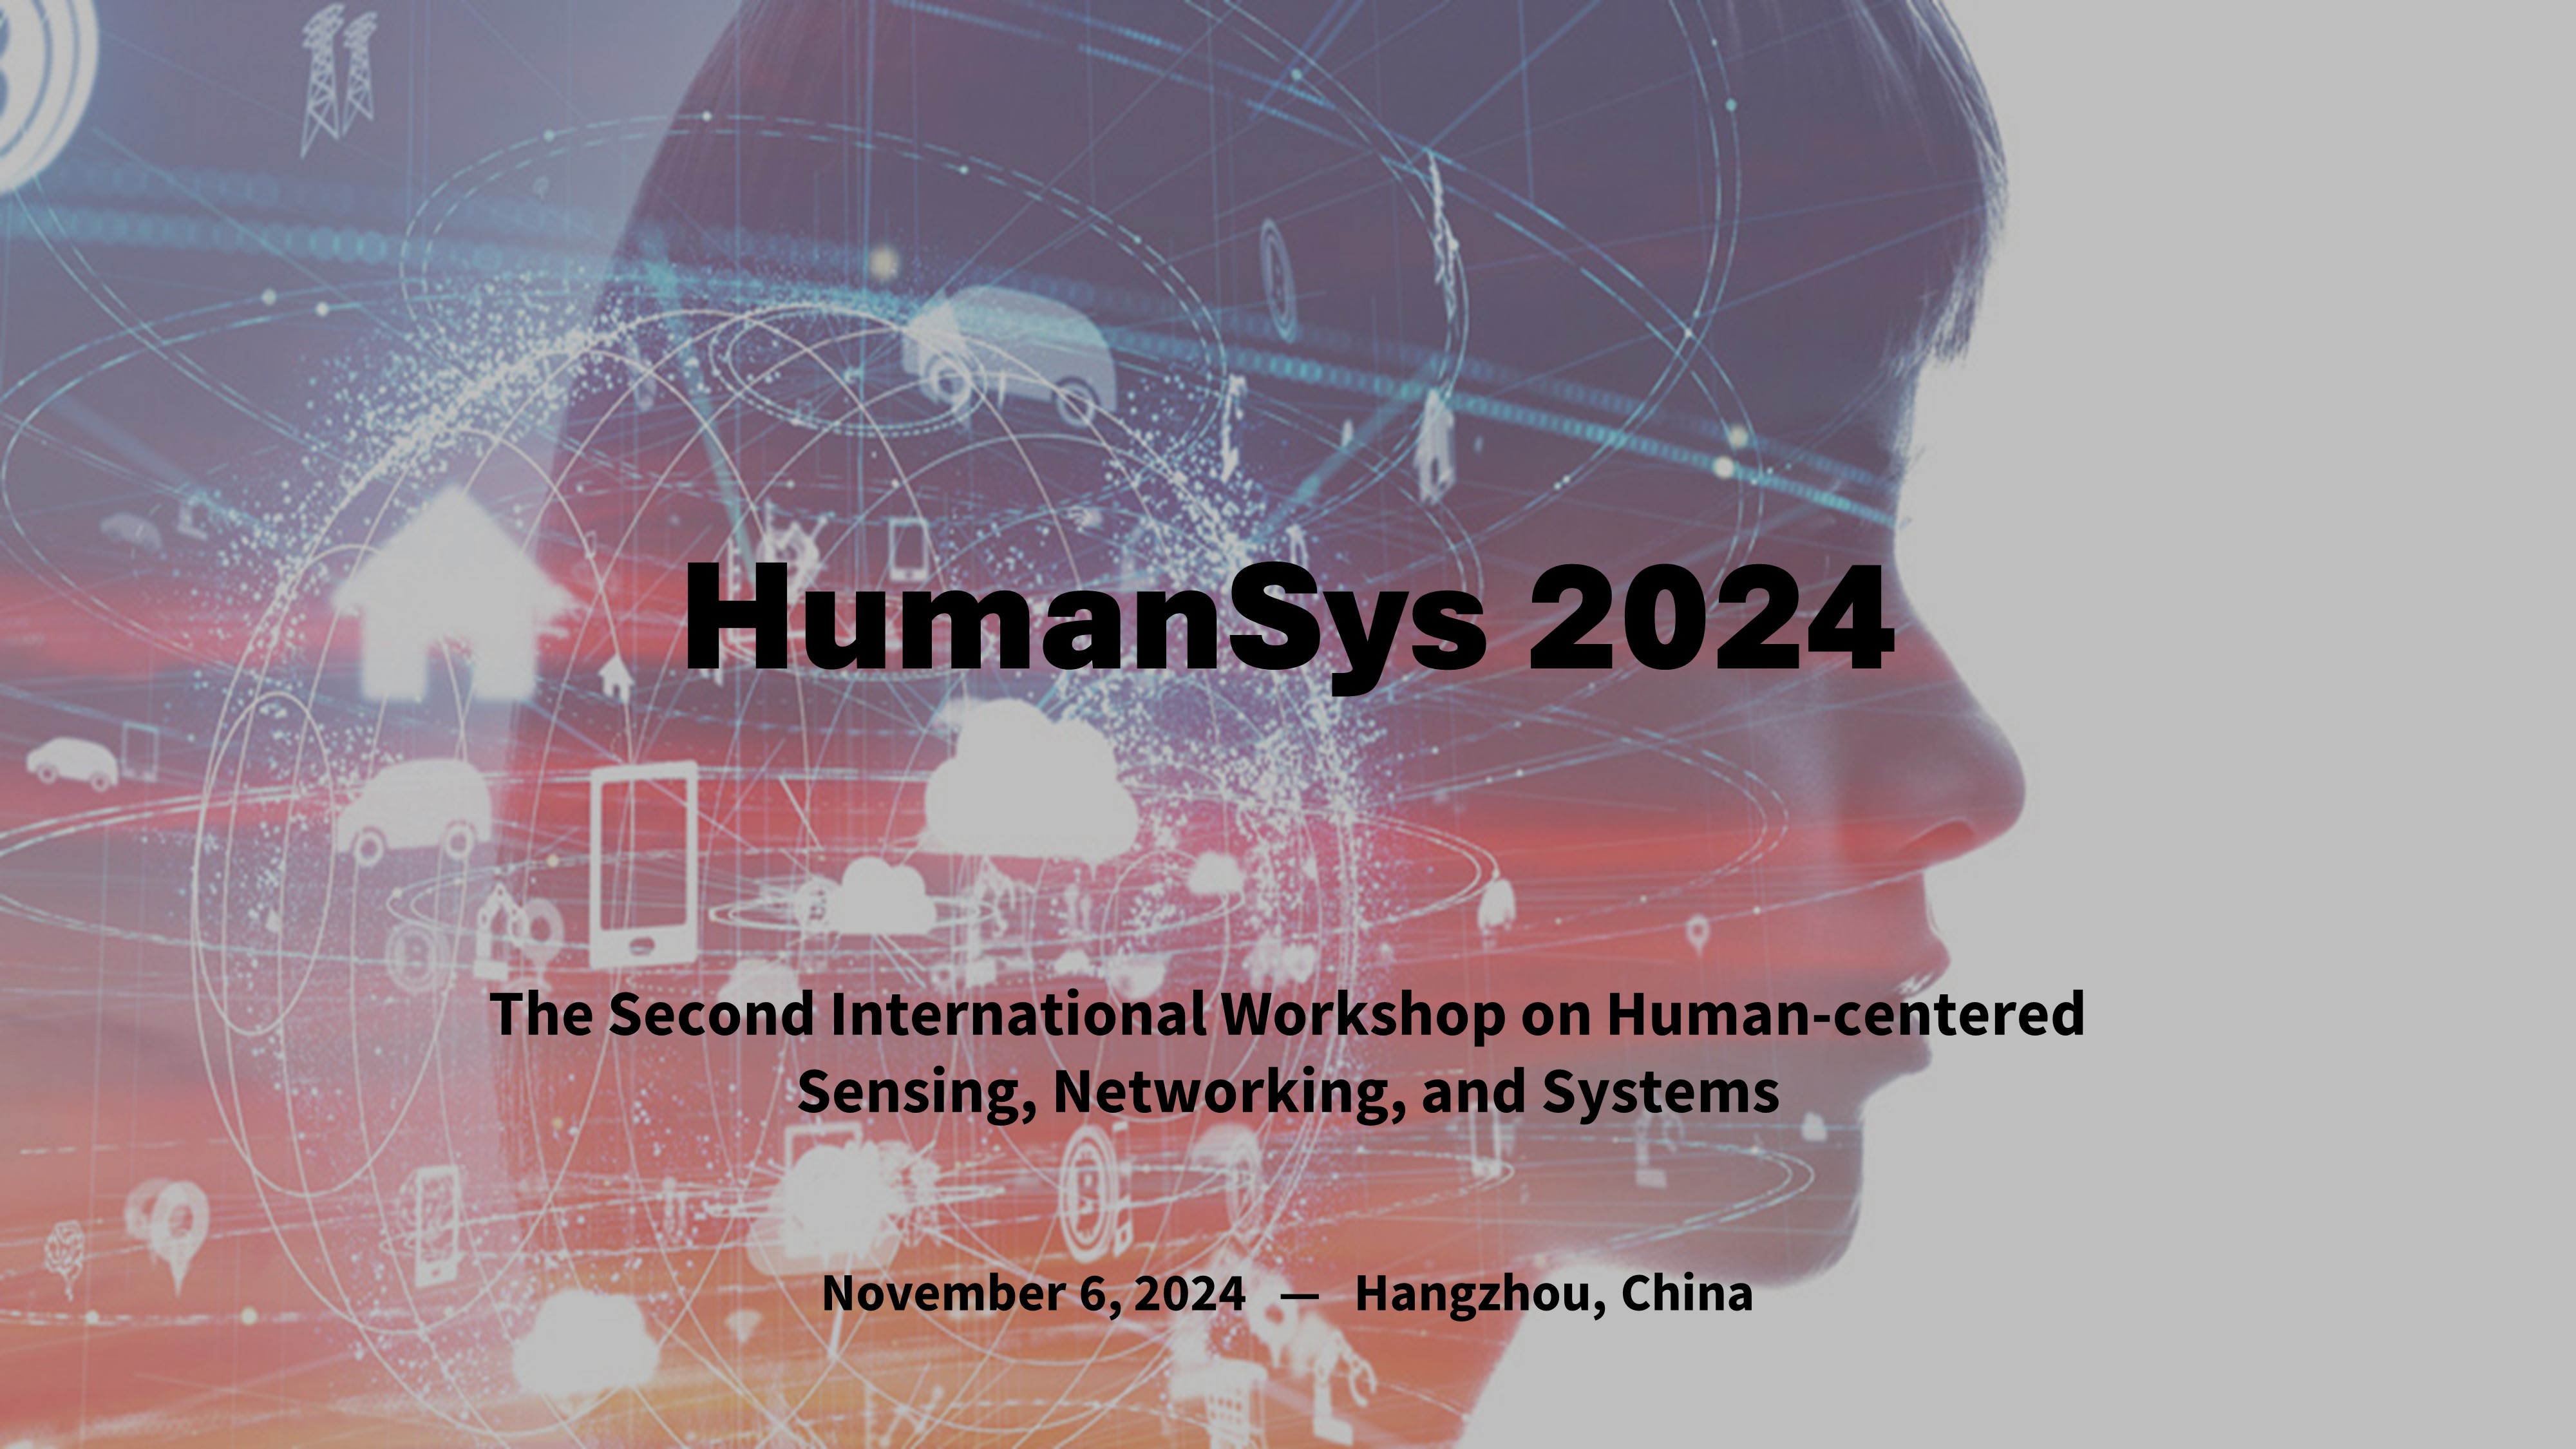 HumanSys 2024
The Second International Workshop on Human-centered
Sensing, Networking, and Systems
November 6, 2024 — Hangzhou, China